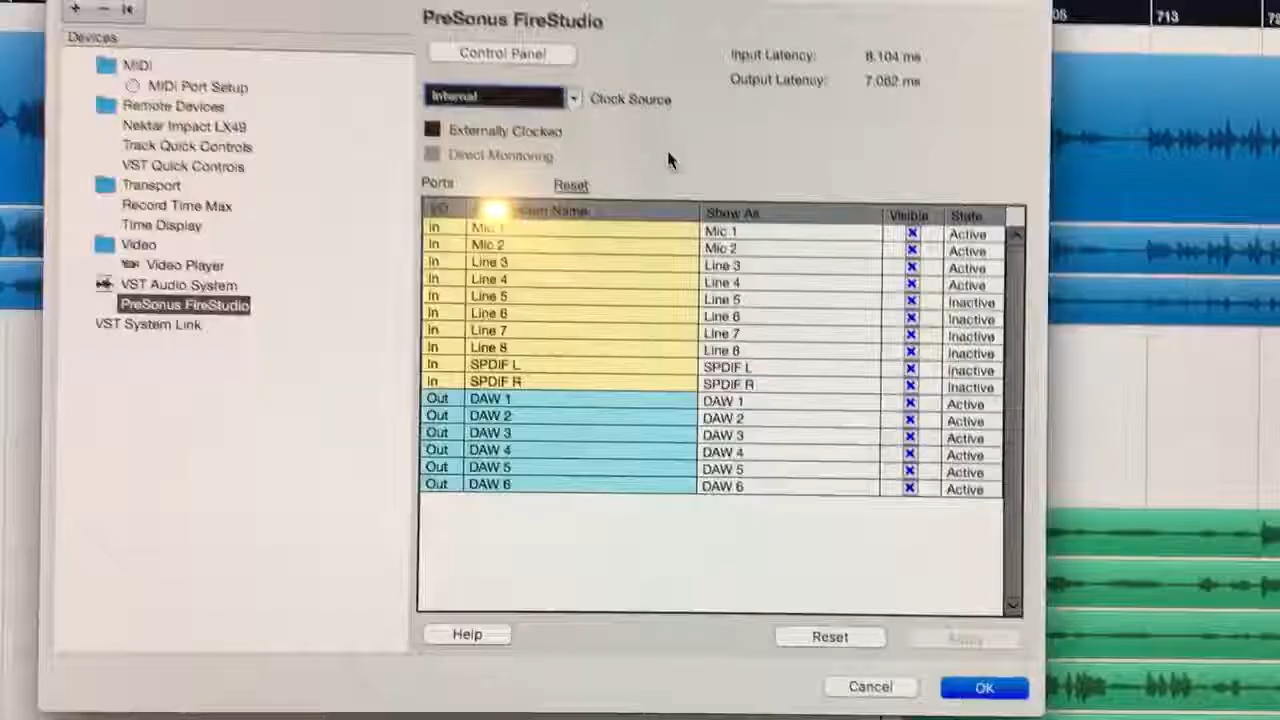 + − |◂
Devices
MIDI
MIDI Port Setup
Remote Devices
Nektar Impact LX49
Track Quick Controls
VST Quick Controls
Transport
Record Time Max
Time Display
Video
Video Player
VST Audio System
PreSonus FireStudio
VST System Link
PreSonus FireStudio
Control Panel
Input Latency: 8.104 ms
Output Latency: 7.062 ms
Internal Clock Source
Externally Clocked
Direct Monitoring
Ports Reset
I/O Name Show As Visible State
In Mic 1 Mic 1 Active
In Mic 2 Mic 2 Active
In Line 3 Line 3 Active
In Line 4 Line 4 Active
In Line 5 Line 5 Inactive
In Line 6 Line 6 Inactive
In Line 7 Line 7 Inactive
In Line 8 Line 8 Inactive
In SPDIF L SPDIF L Inactive
In SPDIF R SPDIF R Inactive
Out DAW 1 DAW 1 Active
Out DAW 2 DAW 2 Active
Out DAW 3 DAW 3 Active
Out DAW 4 DAW 4 Active
Out DAW 5 DAW 5 Active
Out DAW 6 DAW 6 Active
Help Reset Apply
Cancel OK
713